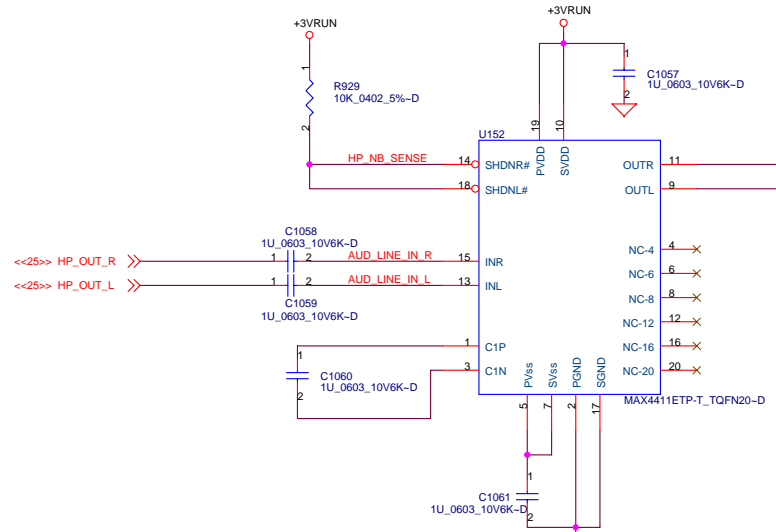 +3VRUN
+3VRUN
1
R929
10K_0402_5%~D
2
1
C1057
1U_0603_10V6K~D
2
U152
19
10
PVDD
SVDD
HP_NB_SENSE
14
SHDNR#
OUTR
11
18
SHDNL#
OUTL
9
C1058
1U_0603_10V6K~D
<<25>> HP_OUT_R
1
2
AUD_LINE_IN_R
15
INR
NC-4
4
<<25>> HP_OUT_L
1
2
AUD_LINE_IN_L
13
INL
NC-6
6
C1059
1U_0603_10V6K~D
NC-8
8
NC-12
12
1
C1P
NC-16
16
3
C1N
NC-20
20
1
C1060
1U_0603_10V6K~D
2
PVss
SVss
PGND
SGND
5
7
2
17
MAX4411ETP-T_TQFN20~D
1
C1061
1U_0603_10V6K~D
2